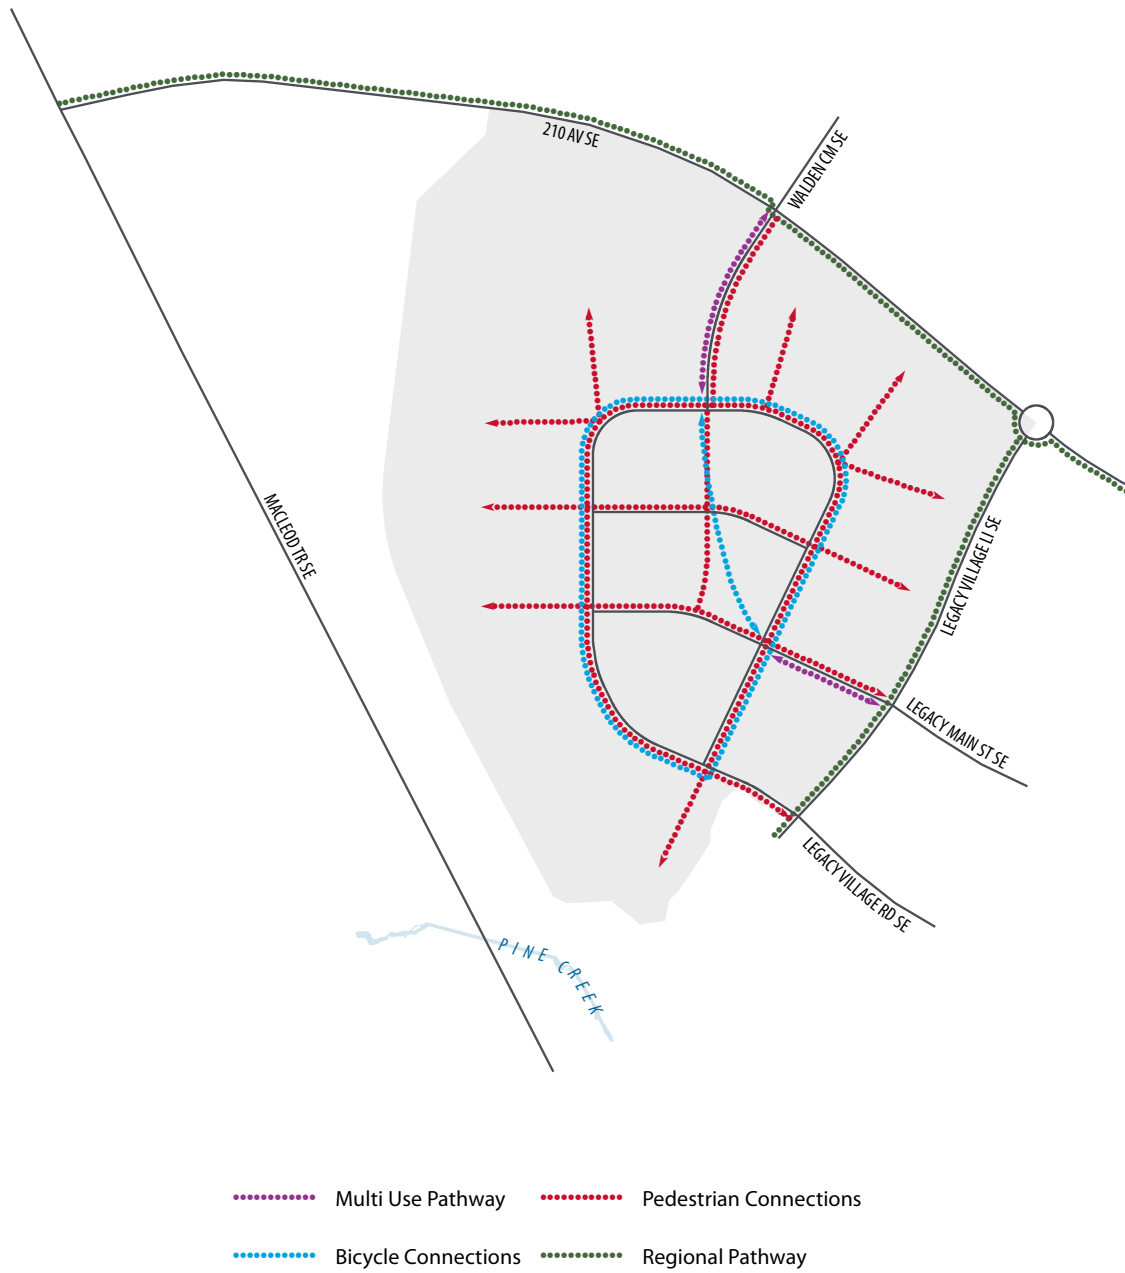 210 AV SE
WALDEN CM SE
MACLEOD TR SE
LEGACY VILLAGE LI SE
LEGACY MAIN ST SE
LEGACY VILLAGE RD SE
PINE CREEK
Multi Use Pathway
Pedestrian Connections
Bicycle Connections
Regional Pathway